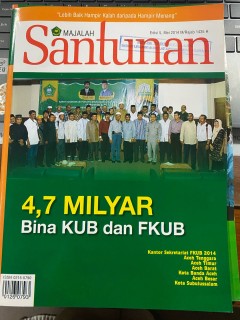 "Lebih Baik Hampir Kalah daripada Hampir Menang"
MAJALAH
Santunan
4,7 MILYAR
Bina KUB dan FKUB
Kantor Sekretariat FKUB 2014
Aceh Tenggara
Aceh Timur
Aceh Barat
Kota Banda Aceh
Aceh Besar
Kota Subulussalam